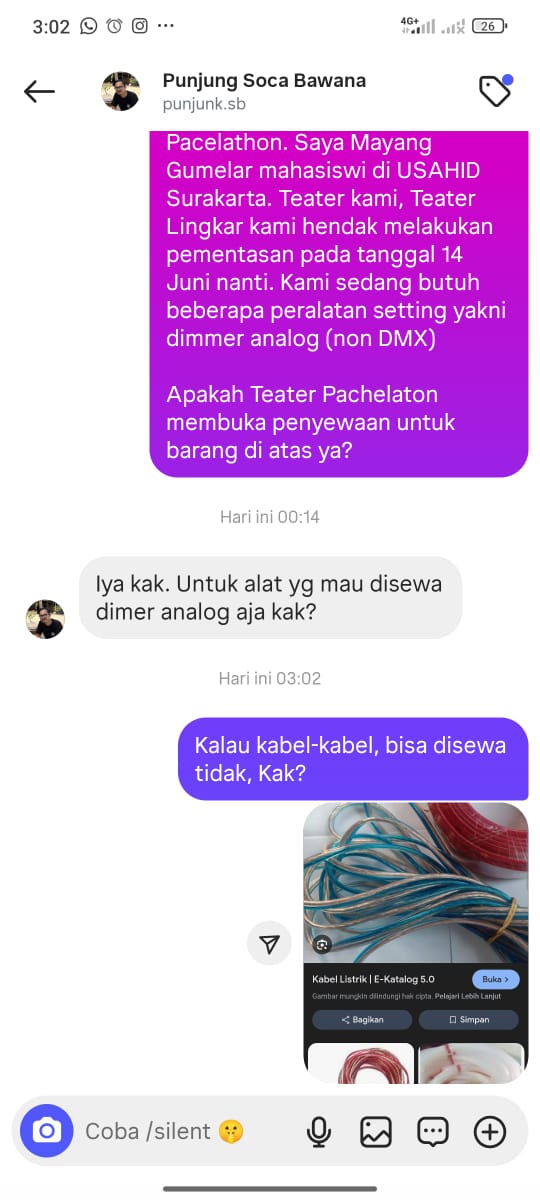 3:02
4G+
26
Punjung Soca Bawana
punjunk.sb
Pacelathon. Saya Mayang
Gumelar mahasiswi di USAHID
Surakarta. Teater kami, Teater
Lingkar kami hendak melakukan
pementasan pada tanggal 14
Juni nanti. Kami sedang butuh
beberapa peralatan setting yakni
dimmer analog (non DMX)
Apakah Teater Pachelaton
membuka penyewaan untuk
barang di atas ya?
Hari ini 00:14
Iya kak. Untuk alat yg mau disewa
dimer analog aja kak?
Hari ini 03:02
Kalau kabel-kabel, bisa disewa
tidak, Kak?
Kabel Listrik | E-Katalog 5.0
Buka >
Gambar mungkin dilindungi hak cipta. Pelajari Lebih Lanjut
Bagikan
Simpan
Coba /silent 🤫